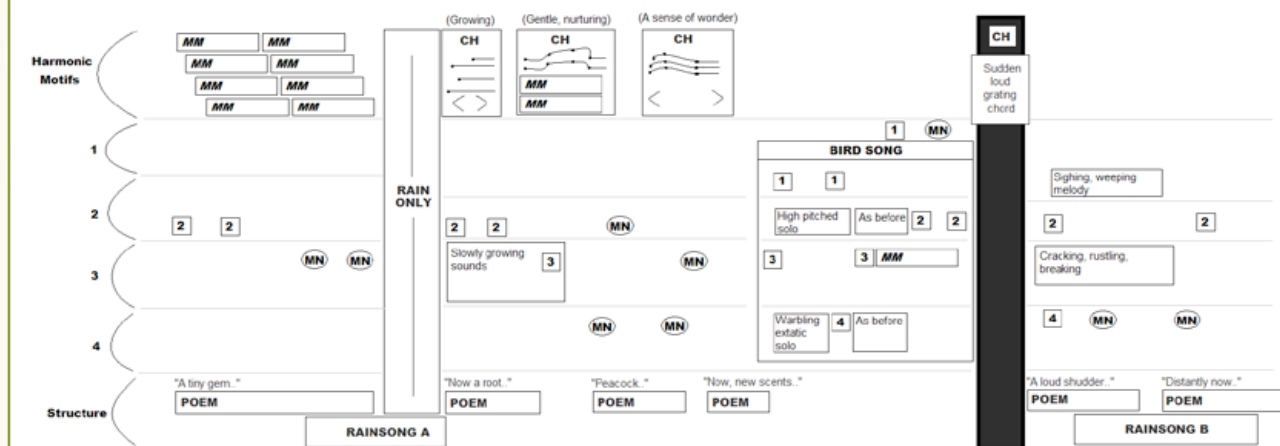 (Growing)
(Gentle, nurturing)
(A sense of wonder)
Harmonic
Motifs
MM
MM
MM
MM
MM
MM
MM
MM
CH
CH
MM
MM
CH
CH
Sudden
loud
grating
chord
1
1
MN
BIRD SONG
1
1
RAIN
ONLY
Sighing, weeping
melody
2
2
2
2
2
MN
High pitched
solo
As before
2
2
2
2
3
MN
MN
Slowly growing
sounds
3
MN
3
3
MM
Cracking, rustling,
breaking
4
MN
MN
Warbling
extatic
solo
4
As before
4
MN
MN
Structure
"A tiny gem.."
POEM
RAINSONG A
"Now a root.."
POEM
"Peacock.."
POEM
"Now, new scents.."
POEM
"A loud shudder.."
POEM
"Distantly now.."
POEM
RAINSONG B